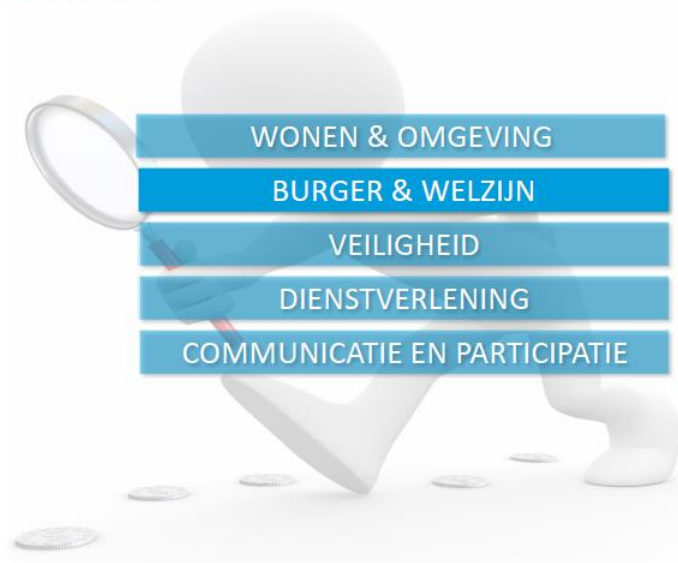 WONEN & OMGEVING
BURGER & WELZIJN
VEILIGHEID
DIENSTVERLENING
COMMUNICATIE EN PARTICIPATIE